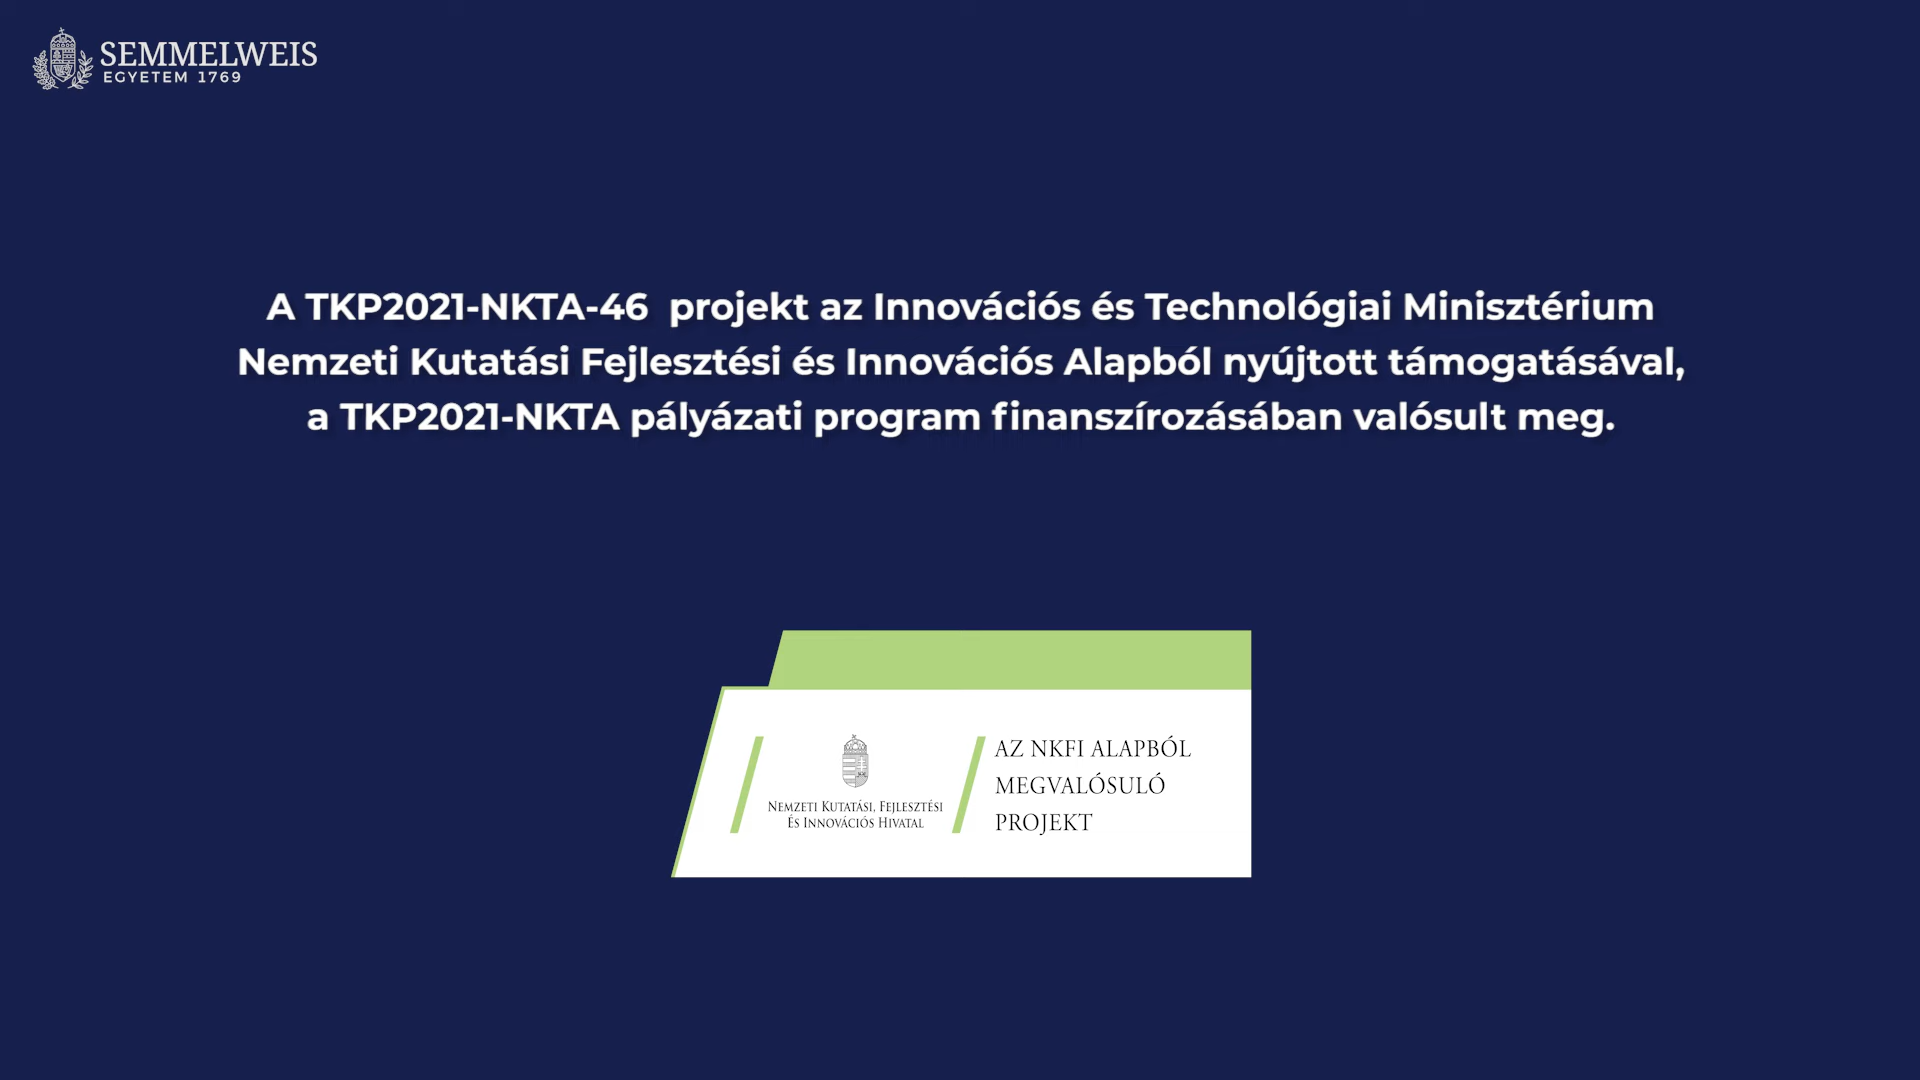 SEMMELWEIS
EGYETEM 1769
A TKP2021-NKTA-46 projekt az Innovációs és Technológiai Minisztérium
Nemzeti Kutatási Fejlesztési és Innovációs Alapból nyújtott támogatásával,
a TKP2021-NKTA pályázati program finanszírozásában valósult meg.
NEMZETI KUTATÁSI, FEJLESZTÉSI
ÉS INNOVÁCIÓS HIVATAL
AZ NKFI ALAPBÓL
MEGVALÓSULÓ
PROJEKT